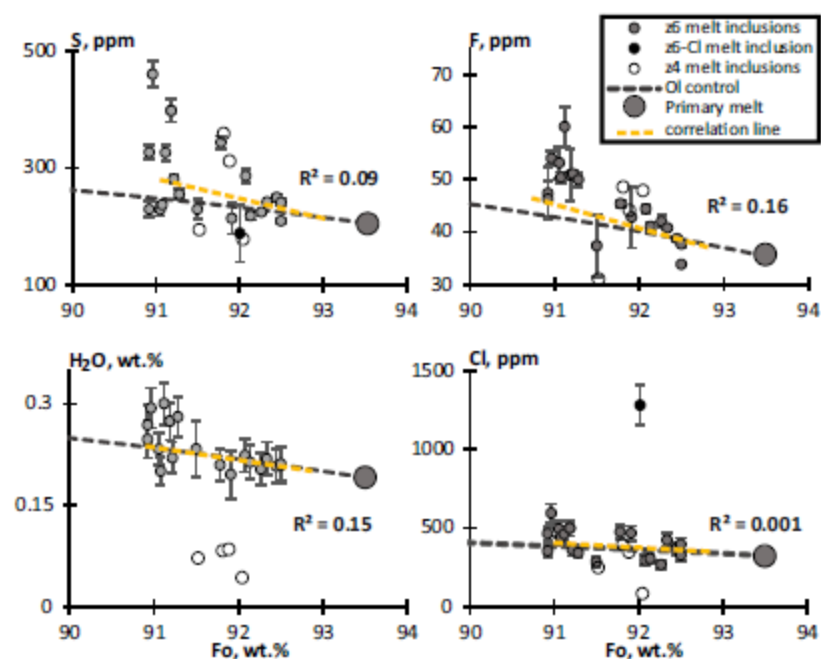 S, ppm
500
300
100
R² = 0.09
90 91 92 93 94
F, ppm
70
60
50
40
30
R² = 0.16
90 91 92 93 94
z6 melt inclusions
z6-Cl melt inclusion
z4 melt inclusions
Ol control
Primary melt
correlation line
H₂O, wt.%
0.3
0.15
0
R² = 0.15
90 91 92 93 94
Fo, wt.%
Cl, ppm
1500
1000
500
0
R² = 0.001
90 91 92 93 94
Fo, wt.%